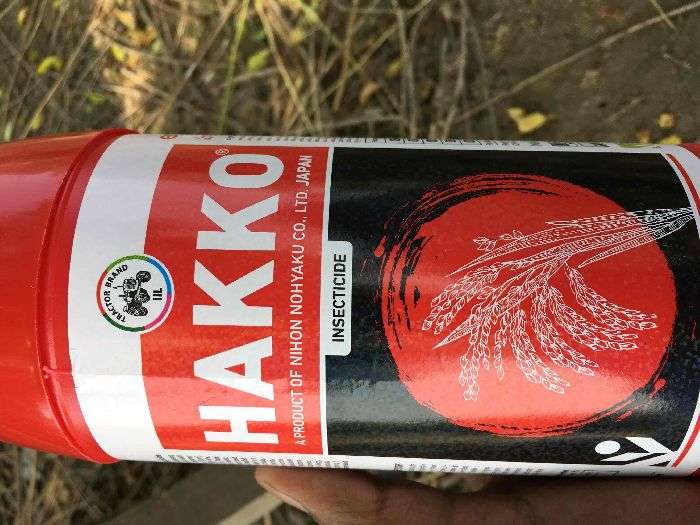 TRACTOR BRAND
IIL
HAKKO®
A PRODUCT OF NIHON NOHYAKU CO., LTD. JAPAN
INSECTICIDE